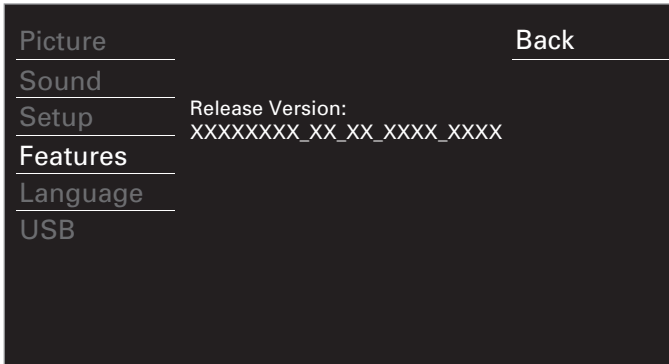 Picture
Back
Sound
Setup
Release Version:
XXXXXXXX_XX_XX_XXXX_XXXX
Features
Language
USB